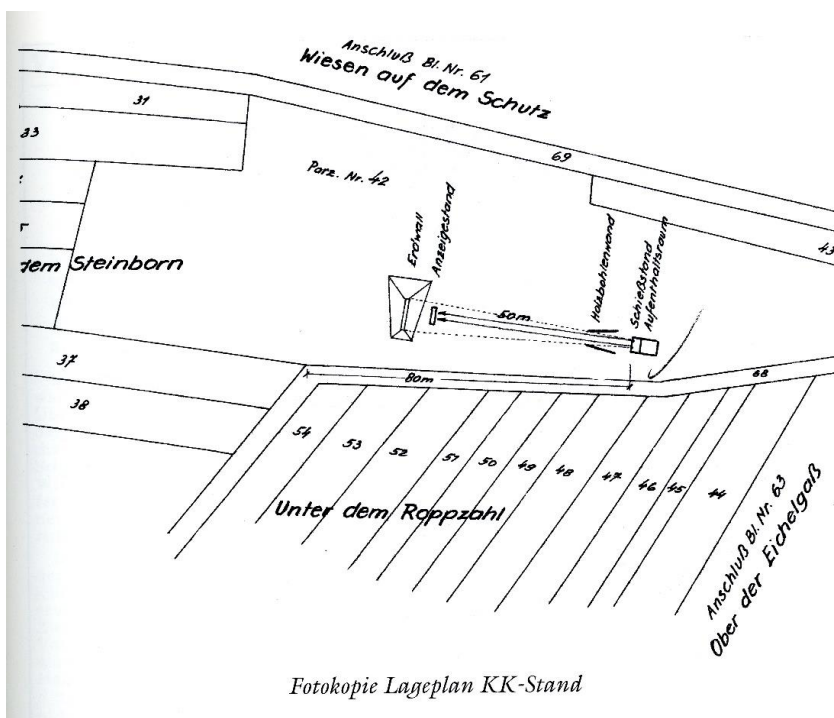 Anschluß Bl. Nr. 61
Wiesen auf dem Schutz
31
33
69
Parz. Nr. 42
43
Erdwall
Anzeigestand
Holzbohlenwand
Schießstand
Aufenthaltsraum
dem Steinborn
50m
37
80m
68
38
54
53
52
51
50
49
48
47
46
45
44
Unter dem Roppzahl
Anschluß Bl. Nr. 63
Ober der Eichelgaß
Fotokopie Lageplan KK-Stand